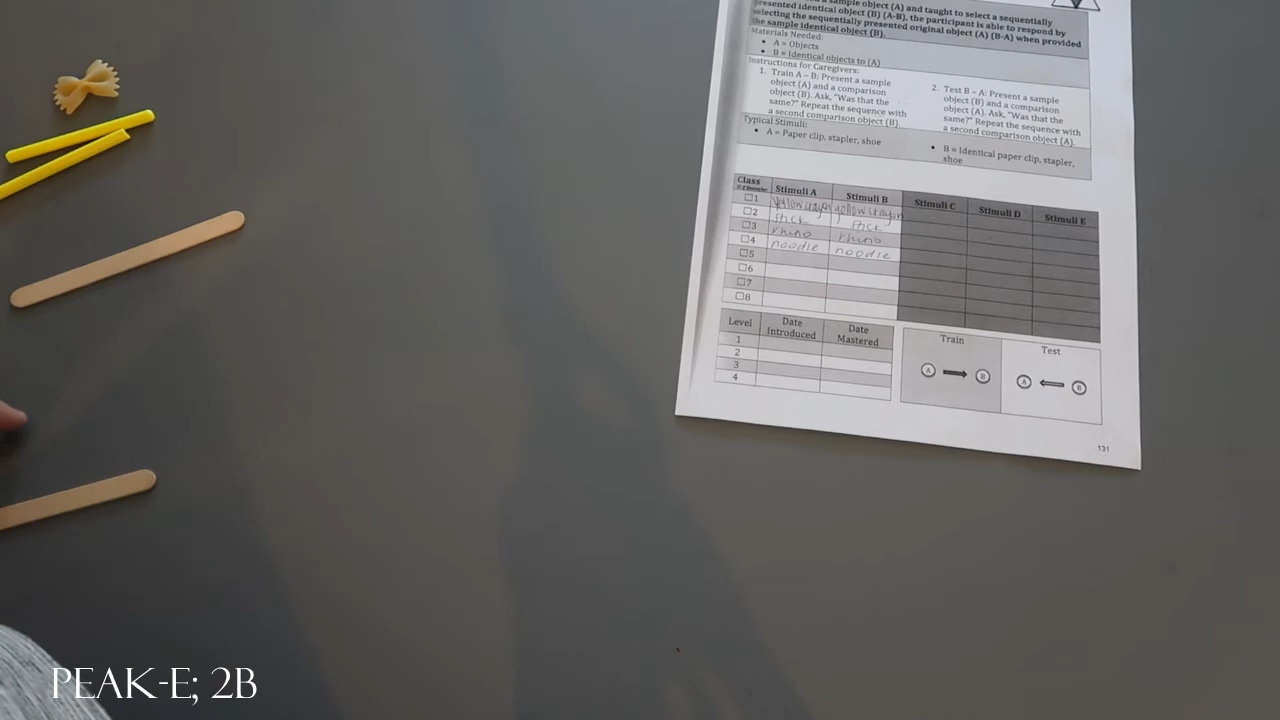 ample object (A) and taught to select a sequentially
presented identical object (B) (A-B), the participant is able to respond by
selecting the sequentially presented original object (A) (B-A) when provided
the sample identical object (B).
Materials Needed:
• A = Objects
• B = Identical objects to (A)
Instructions for Caregivers:
1. Train A – B: Present a sample
object (A) and a comparison
object (B). Ask, "Was that the
same?" Repeat the sequence with
a second comparison object (B).
2. Test B – A: Present a sample
object (B) and a comparison
object (A). Ask, "Was that the
same?" Repeat the sequence with
a second comparison object (A).
Typical Stimuli:
• A = Paper clip, stapler, shoe
• B = Identical paper clip, stapler,
shoe
Class Stimuli A Stimuli B Stimuli C Stimuli D Stimuli E
1 yellow crayon yellow crayon
2 stick stick
3 rhino rhino
4 noodle noodle
5
6
7
8
Level Date Introduced Date Mastered
1
2
3
4
Train
A B
Test
A B
131
PEAK-E; 2B